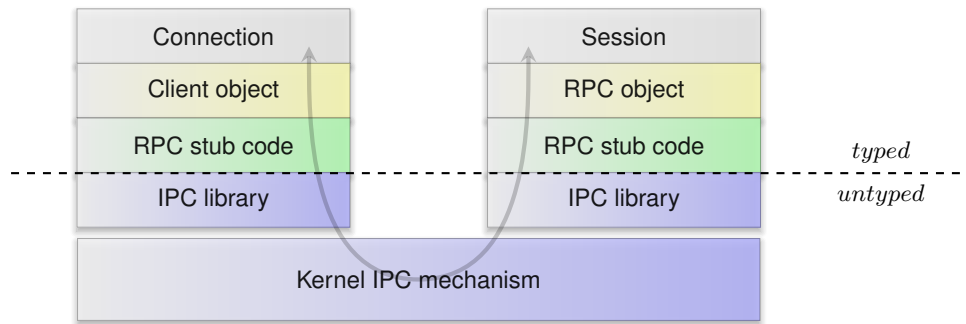 Connection
Session
Client object
RPC object
RPC stub code
RPC stub code
typed
IPC library
IPC library
untyped
Kernel IPC mechanism